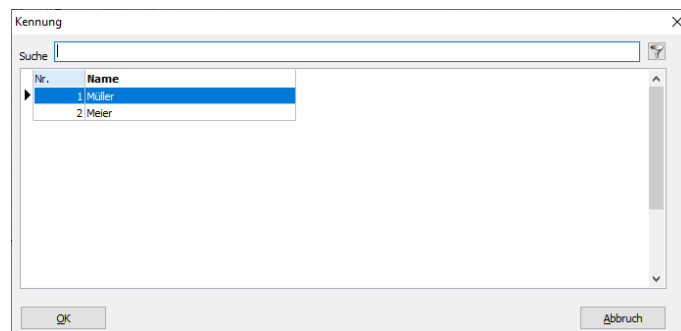 Kennung
Suche
Nr. Name
1 Müller
2 Meier
OK Abbruch